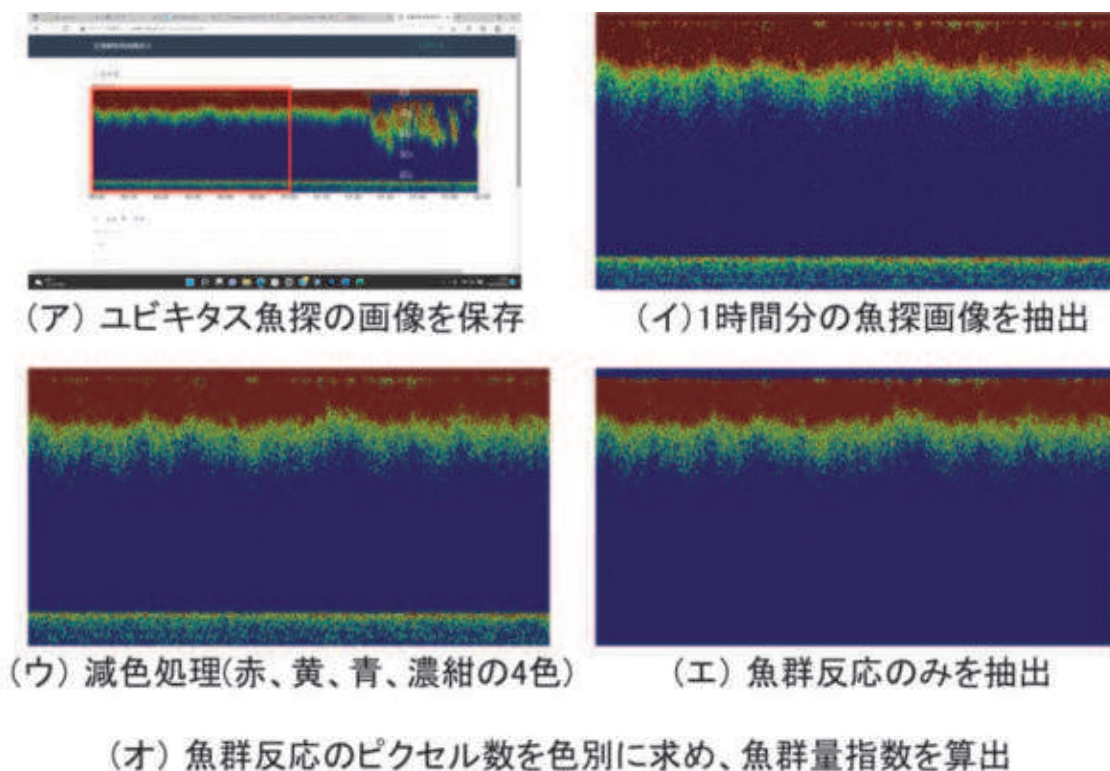 (ア) ユビキタス魚探の画像を保存
(イ)1時間分の魚探画像を抽出
(ウ) 減色処理(赤、黄、青、濃紺の4色)
(エ) 魚群反応のみを抽出
(オ) 魚群反応のピクセル数を色別に求め、魚群量指数を算出